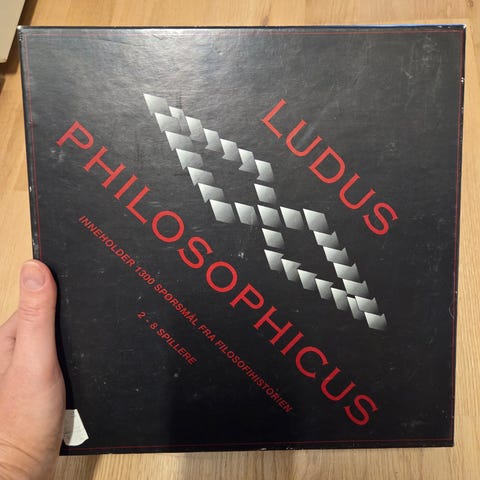 LUDUS
PHILOSOPHICUS
INNEHOLDER 1300 SPØRSMÅL FRA FILOSOFIHISTORIEN
2 - 8 SPILLERE